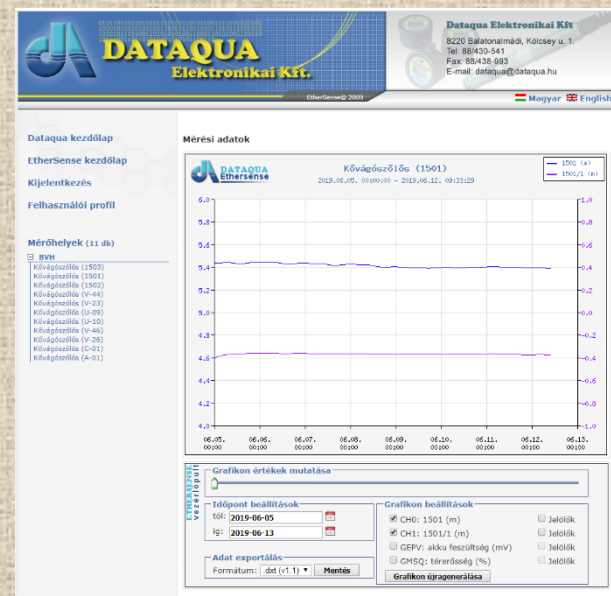 DATAQUA
Elektronikai Kft.
EtherSense© 2009
Dataqua Elektronikai Kft
8220 Balatonalmádi, Kölcsey u. 1.
Tel: 88/430-541
Fax: 88/438-993
E-mail: dataqua@dataqua.hu
Magyar English
Dataqua kezdőlap
EtherSense kezdőlap
Kijelentkezés
Felhasználói profil
Mérőhelyek (11 db)
BVH
Kővágószőlős (1503)
Kővágószőlős (1501)
Kővágószőlős (1502)
Kővágószőlős (V-44)
Kővágószőlős (V-23)
Kővágószőlős (U-09)
Kővágószőlős (U-10)
Kővágószőlős (V-46)
Kővágószőlős (V-26)
Kővágószőlős (C-01)
Kővágószőlős (A-01)
Mérési adatok
DATAQUA
Ethersense
Kővágószőlős (1501)
2019.06.05. 00:00:00 - 2019.06.12. 09:33:29
1501 (m)
1501/1 (m)
6.0 1.0
5.8 0.8
5.6 0.6
5.4 0.4
5.2 0.2
5.0 0.0
4.8 -0.2
4.6 -0.4
4.4 -0.6
4.2 -0.8
4.0 -1.0
06.05. 06.06. 06.07. 06.08. 06.09. 06.10. 06.11. 06.12. 06.13.
00:00 00:00 00:00 00:00 00:00 00:00 00:00 00:00 00:00
ETHERSENSE
vezérlőpult
Grafikon értékek mutatása
Időpont beállítások
tól: 2019-06-05
ig: 2019-06-13
Adat exportálás
Formátum: .dxt (v1.1) Mentés
Grafikon beállítások
CH0: 1501 (m) Jelölők
CH1: 1501/1 (m) Jelölők
GEPV: akku feszültség (mV) Jelölők
GMSQ: térerősség (%) Jelölők
Grafikon újragenerálása